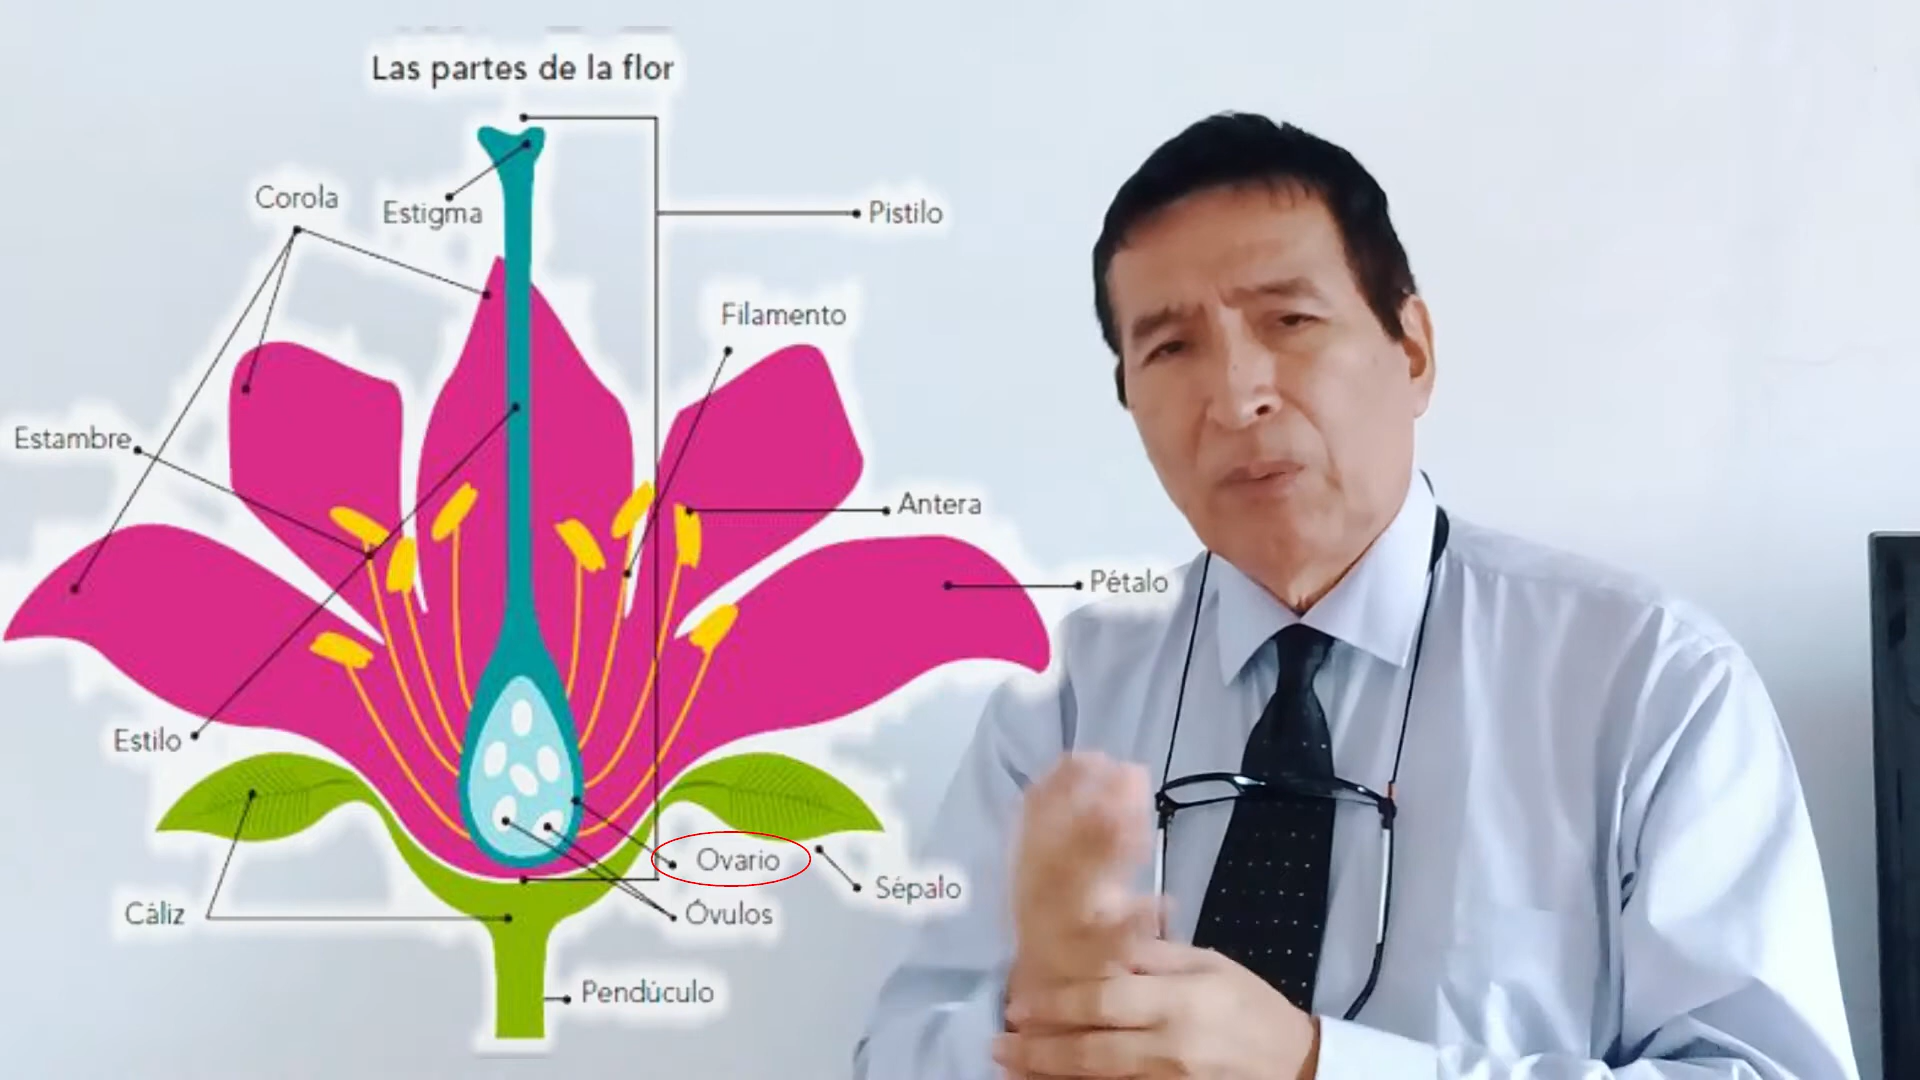 Las partes de la flor
Corola
Estigma
Pistilo
Filamento
Estambre
Antera
Pétalo
Estilo
Ovario
Sépalo
Cáliz
Óvulos
Pendúculo